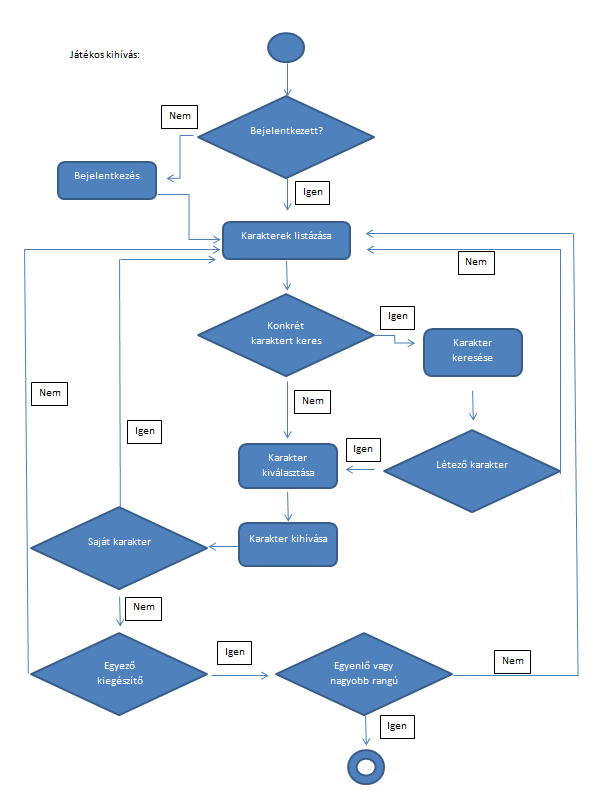 Játékos kihívás:
Nem
Bejelentkezett?
Bejelentkezés
Igen
Karakterek listázása
Nem
Igen
Konkrét
karaktert keres
Karakter
keresése
Nem
Nem
Igen
Igen
Karakter
kiválasztása
Létező karakter
Saját karakter
Karakter kihívása
Nem
Igen
Nem
Egyező
kiegészítő
Egyenlő vagy
nagyobb rangú
Igen